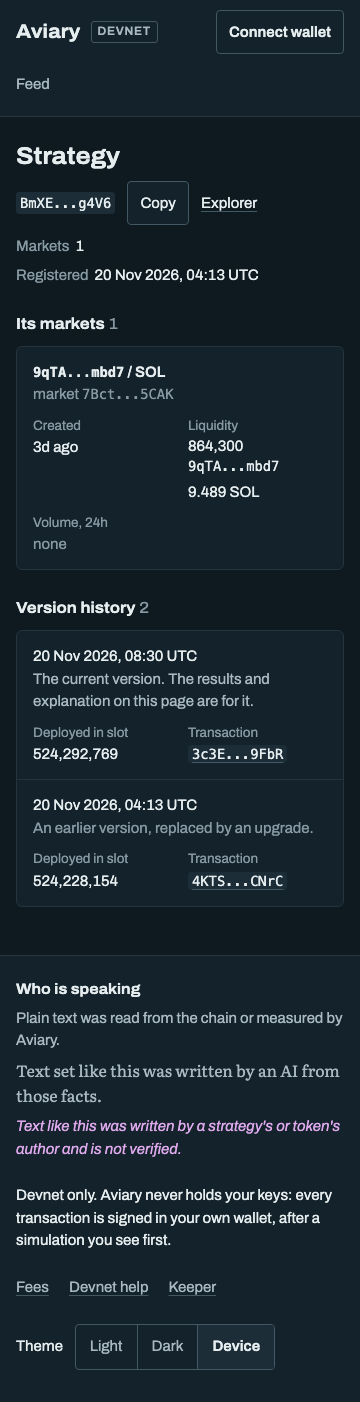 Aviary DEVNET Connect wallet
Feed
Strategy
BmXE...g4V6 Copy Explorer
Markets 1
Registered 20 Nov 2026, 04:13 UTC
Its markets 1
9qTA...mbd7 / SOL
market 7Bct...5CAK
Created Liquidity
3d ago 864,300
9qTA...mbd7
9.489 SOL
Volume, 24h
none
Version history 2
20 Nov 2026, 08:30 UTC
The current version. The results and
explanation on this page are for it.
Deployed in slot Transaction
524,292,769 3c3E...9FbR
20 Nov 2026, 04:13 UTC
An earlier version, replaced by an upgrade.
Deployed in slot Transaction
524,228,154 4KTS...CNrC
Who is speaking
Plain text was read from the chain or measured by
Aviary.
Text set like this was written by an AI from
those facts.
Text like this was written by a strategy's or token's
author and is not verified.
Devnet only. Aviary never holds your keys: every
transaction is signed in your own wallet, after a
simulation you see first.
Fees Devnet help Keeper
Theme Light Dark Device